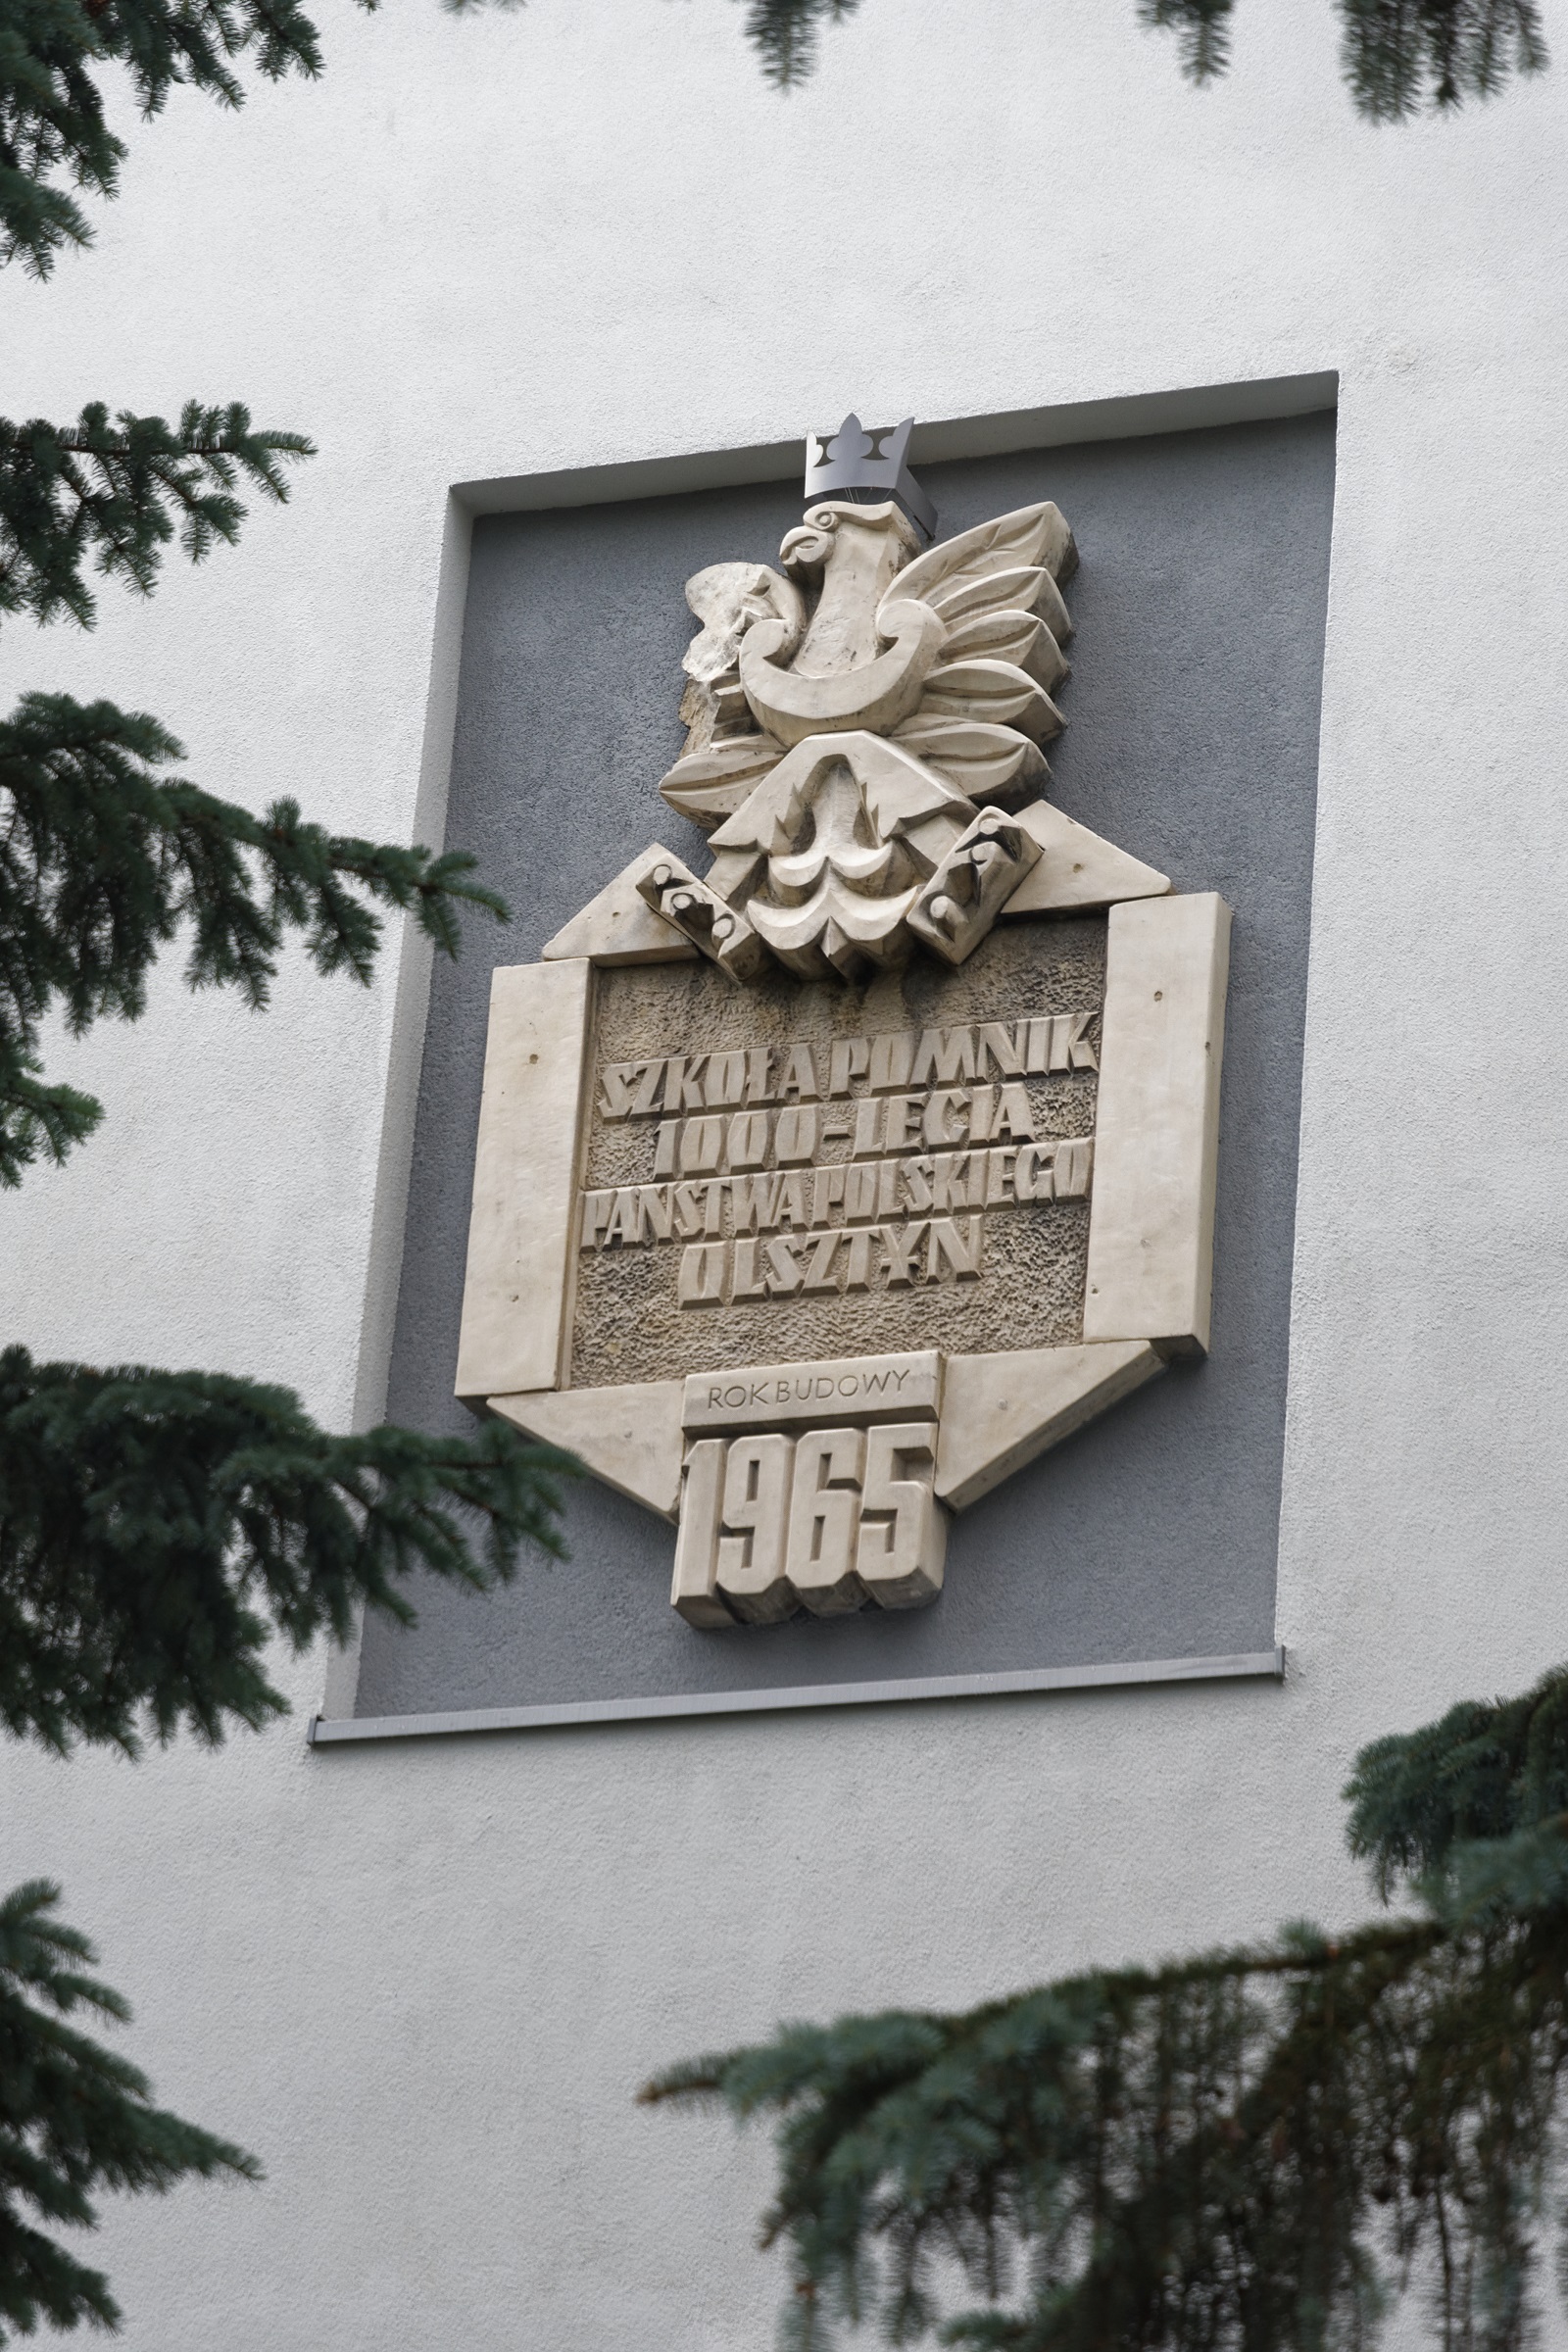 SZKOŁA POMNIK
1000-LECIA
PAŃSTWA POLSKIEGO
OLSZTYN
ROK BUDOWY
1965